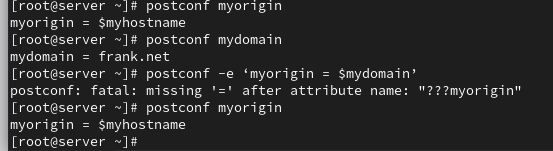 [root@server ~]# postconf myorigin
myorigin = $myhostname
[root@server ~]# postconf mydomain
mydomain = frank.net
[root@server ~]# postconf -e ‘myorigin = $mydomain’
postconf: fatal: missing '=' after attribute name: "???myorigin"
[root@server ~]# postconf myorigin
myorigin = $myhostname
[root@server ~]#